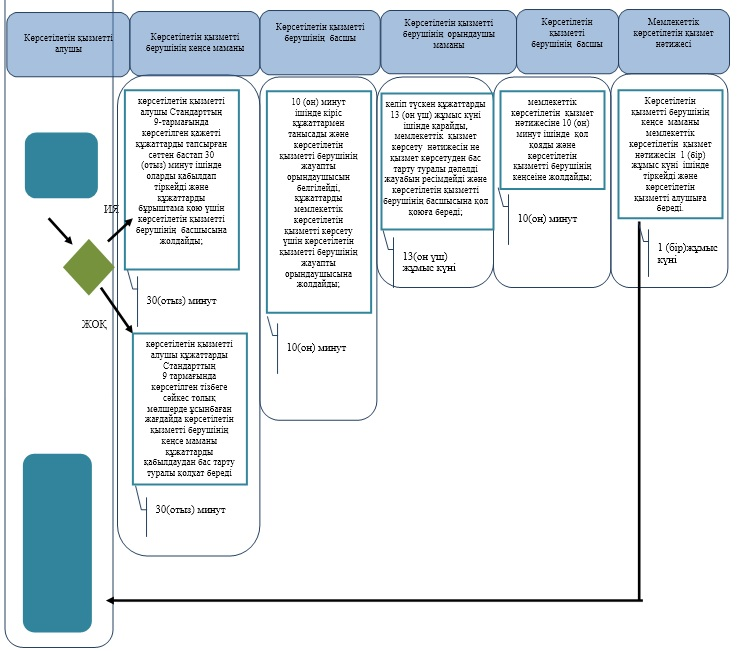 Көрсетілетін қызметті
алушы
Көрсетілетін қызметті
берушінің кеңсе маманы
Көрсетілетін қызметті
берушінің басшы
Көрсетілетін қызметті
берушінің орындаушы
маманы
Көрсетілетін
қызметті
берушінің басшы
Мемлекеттік
көрсетілетін қызмет
нәтижесі
ИЯ
ЖОҚ
көрсетілетін қызметті
алушы Стандарттың
9-тармағында
көрсетілген қажетті
құжаттарды тапсырған
сәттен бастап 30
(отыз) минут ішінде
оларды қабылдап
тіркейді және
құжаттарды
бұрыштама қою үшін
көрсетілетін қызметті
берушінің басшысына
жолдайды;
30(отыз) минут
көрсетілетін қызметті
алушы құжаттарды
Стандарттың
9 тармағында
көрсетілген тізбеге
сәйкес толық
мөлшерде ұсынбаған
жағдайда көрсетілетін
қызметті берушінің
кеңсе маманы
құжаттарды
қабылдаудан бас тарту
туралы қолхат береді
30(отыз) минут
10 (он) минут
ішінде кіріс
құжаттармен
танысады және
көрсетілетін
қызметті берушінің
жауапты
орындаушысын
белгілейді,
құжаттарды
мемлекеттік
көрсетілетін
қызметті көрсету
үшін көрсетілетін
қызметті берушінің
жауапты
орындаушысына
жолдайды;
10(он) минут
келіп түскен құжаттарды
13 (он үш) жұмыс күні
ішінде қарайды,
мемлекеттік қызмет
көрсету нәтижесін не
қызмет көрсетуден бас
тарту туралы дәлелді
жауабын ресімдейді және
көрсетілетін қызметті
берушінің басшысына қол
қоюға береді;
13(он үш)
жұмыс күні
мемлекеттік
көрсетілетін қызмет
нәтижесіне 10 (он)
минут ішінде қол
қояды және
көрсетілетін
қызметті берушінің
кеңсеіне жолдайды;
10(он) минут
Көрсетілетін
қызметті берушінің
кеңсе маманы
мемлекеттік
көрсетілетін қызмет
нәтижесін 1 (бір)
жұмыс күні ішінде
тіркейді және
көрсетілетін
қызметті алушыға
береді.
1 (бір)жұмыс
күні